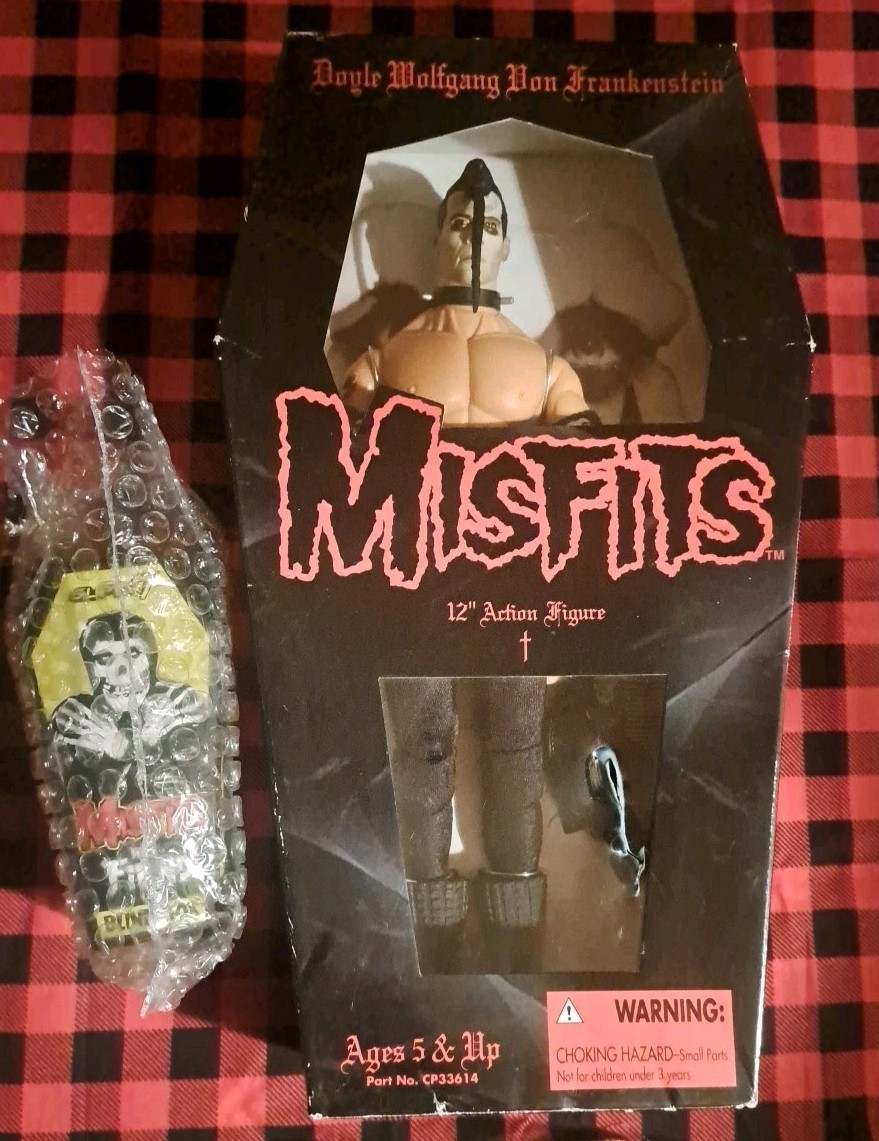 Doyle Wolfgang Von Frankenstein
MISFITS™
12" Action Figure
WARNING:
CHOKING HAZARD–Small Parts
Not for children under 3 years
Ages 5 & Up
Part No. CP33614
MISFITS